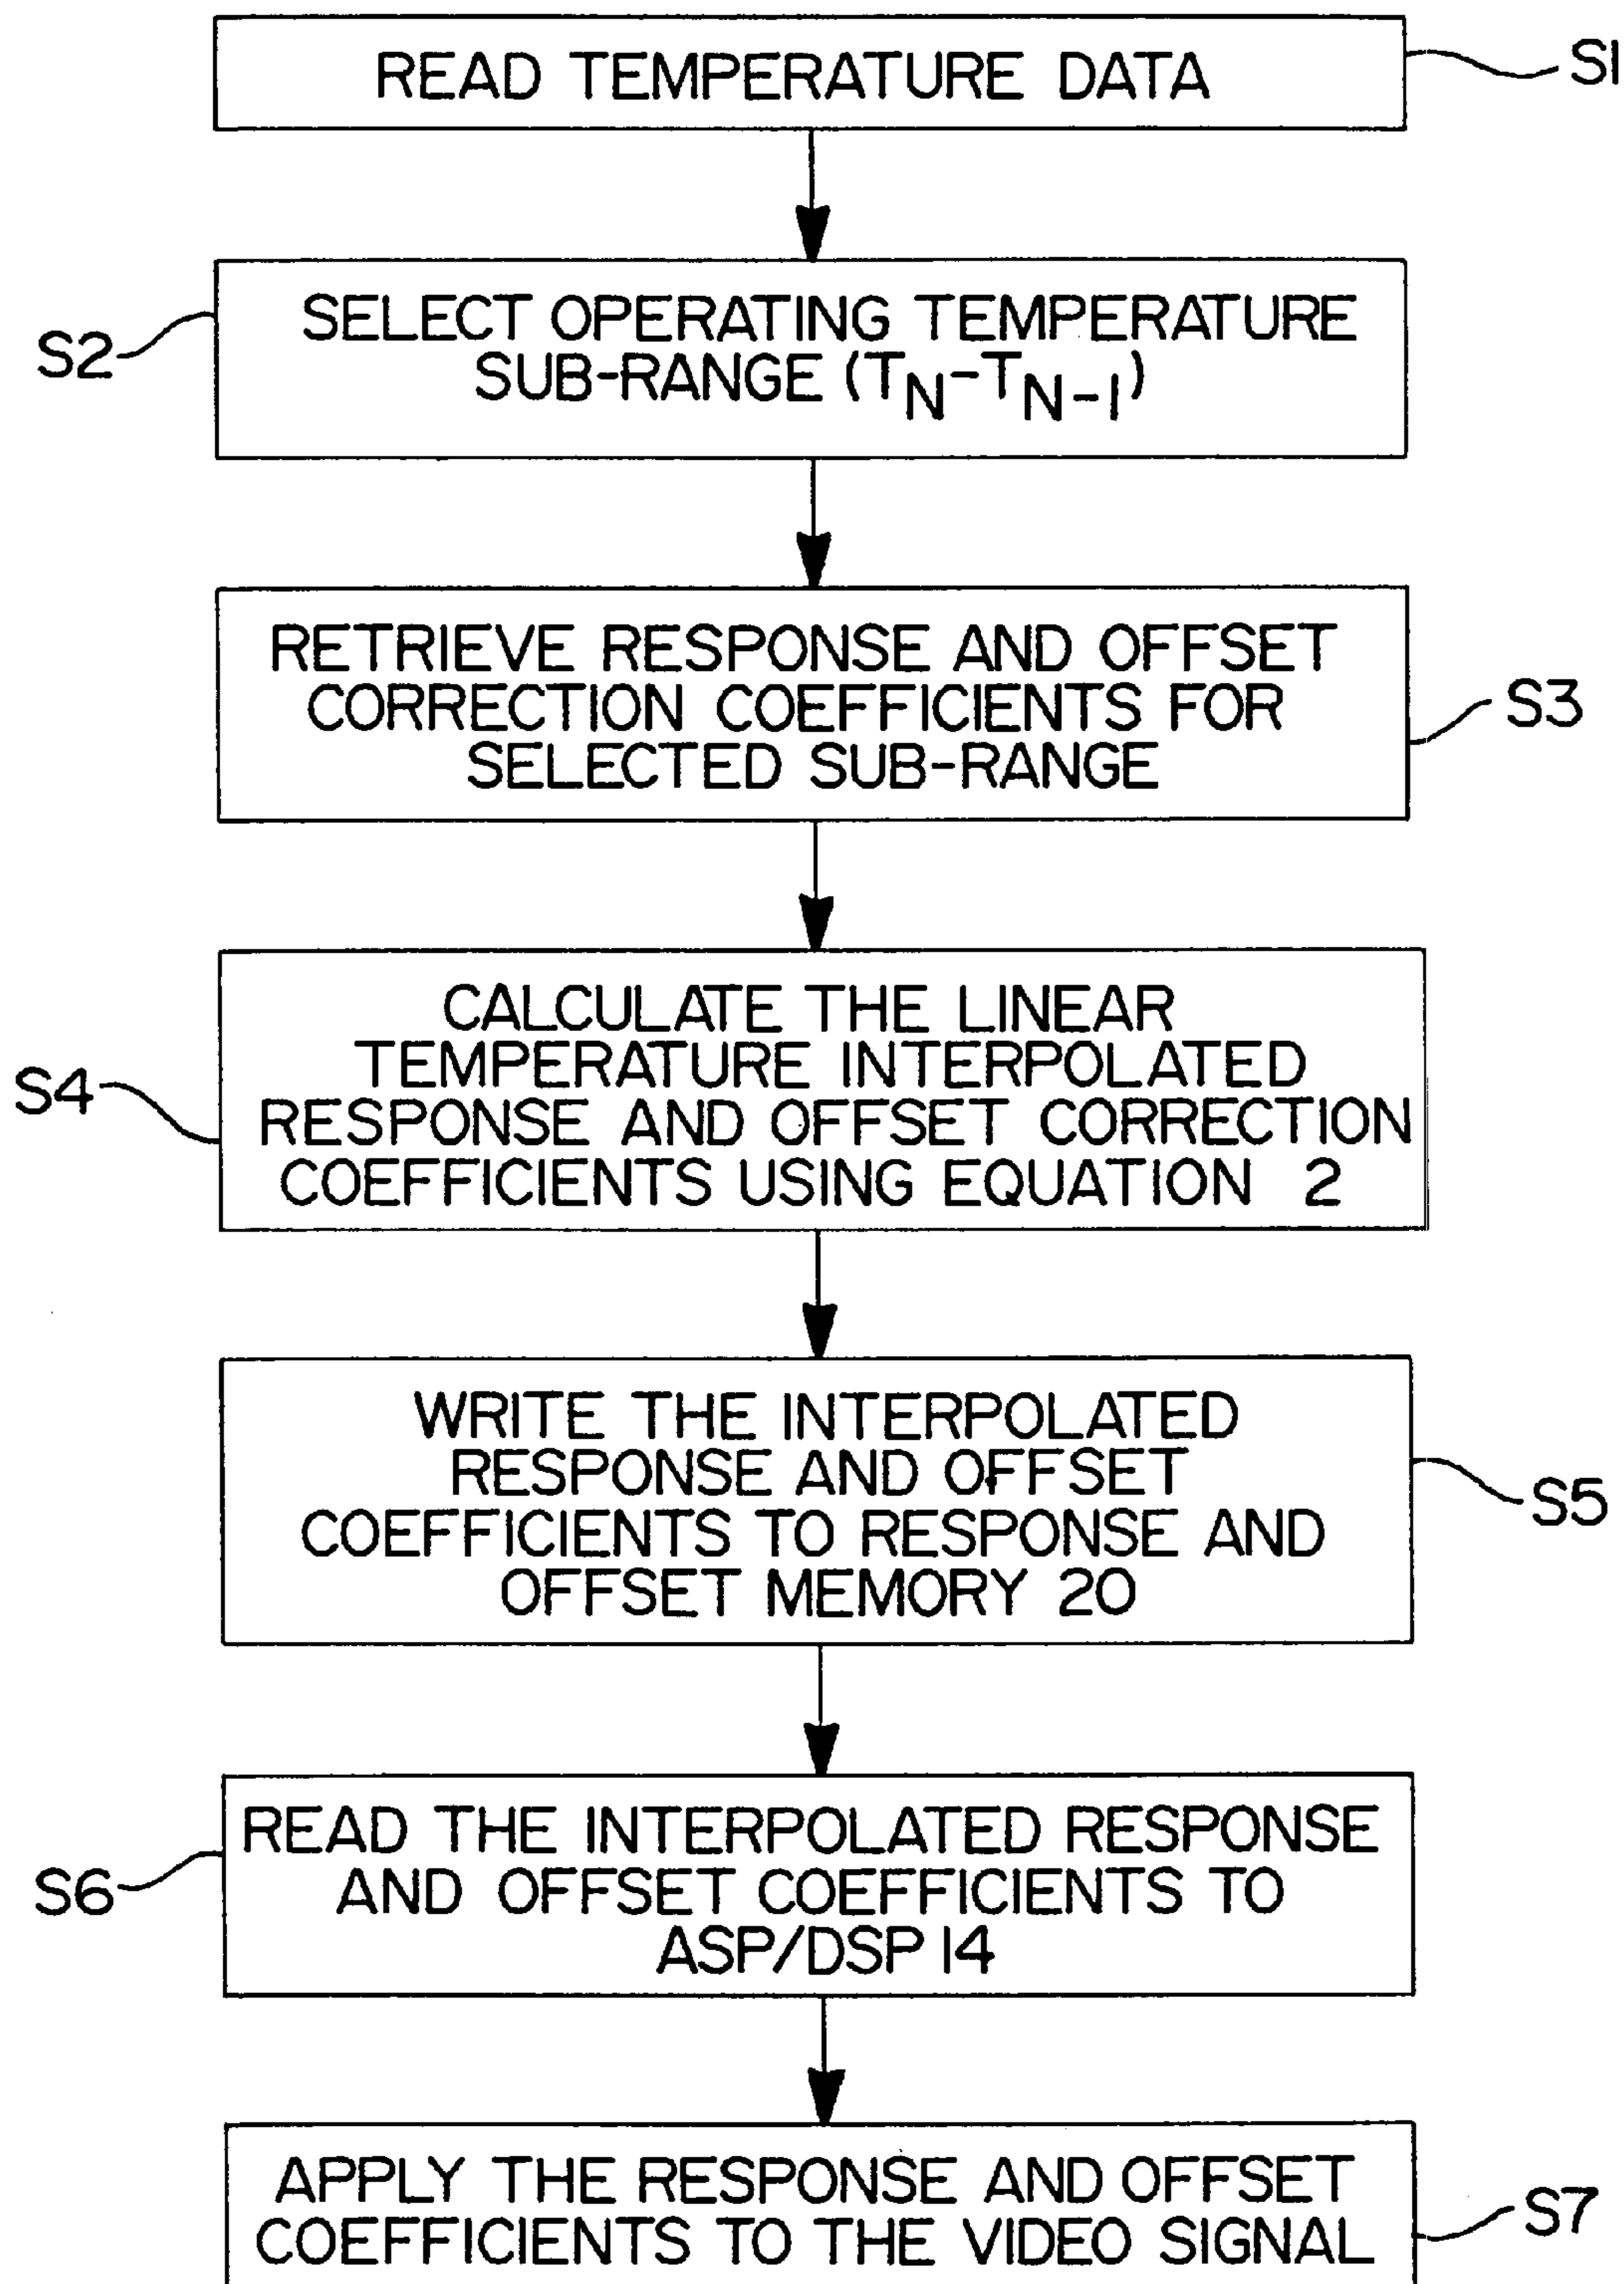 READ TEMPERATURE DATA
S1
SELECT OPERATING TEMPERATURE
SUB-RANGE (TN-TN-1)
S2
RETRIEVE RESPONSE AND OFFSET
CORRECTION COEFFICIENTS FOR
SELECTED SUB-RANGE
S3
CALCULATE THE LINEAR
TEMPERATURE INTERPOLATED
RESPONSE AND OFFSET CORRECTION
COEFFICIENTS USING EQUATION 2
S4
WRITE THE INTERPOLATED
RESPONSE AND OFFSET
COEFFICIENTS TO RESPONSE AND
OFFSET MEMORY 20
S5
READ THE INTERPOLATED RESPONSE
AND OFFSET COEFFICIENTS TO
ASP/DSP 14
S6
APPLY THE RESPONSE AND OFFSET
COEFFICIENTS TO THE VIDEO SIGNAL
S7